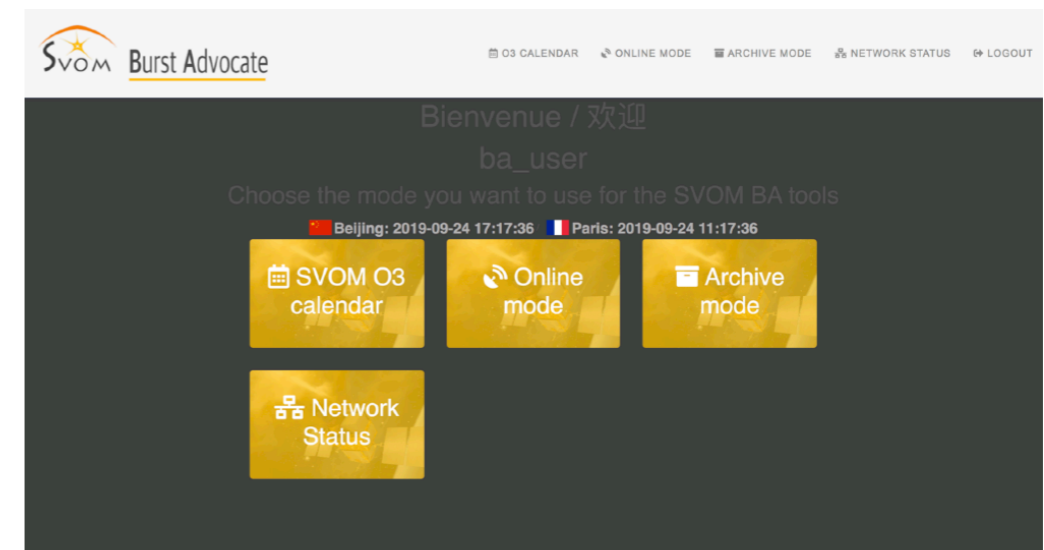 SVOM Burst Advocate
O3 CALENDAR ONLINE MODE ARCHIVE MODE NETWORK STATUS LOGOUT
Bienvenue / 欢迎
ba_user
Choose the mode you want to use for the SVOM BA tools
Beijing: 2019-09-24 17:17:36 Paris: 2019-09-24 11:17:36
SVOM O3
calendar
Online
mode
Archive
mode
Network
Status